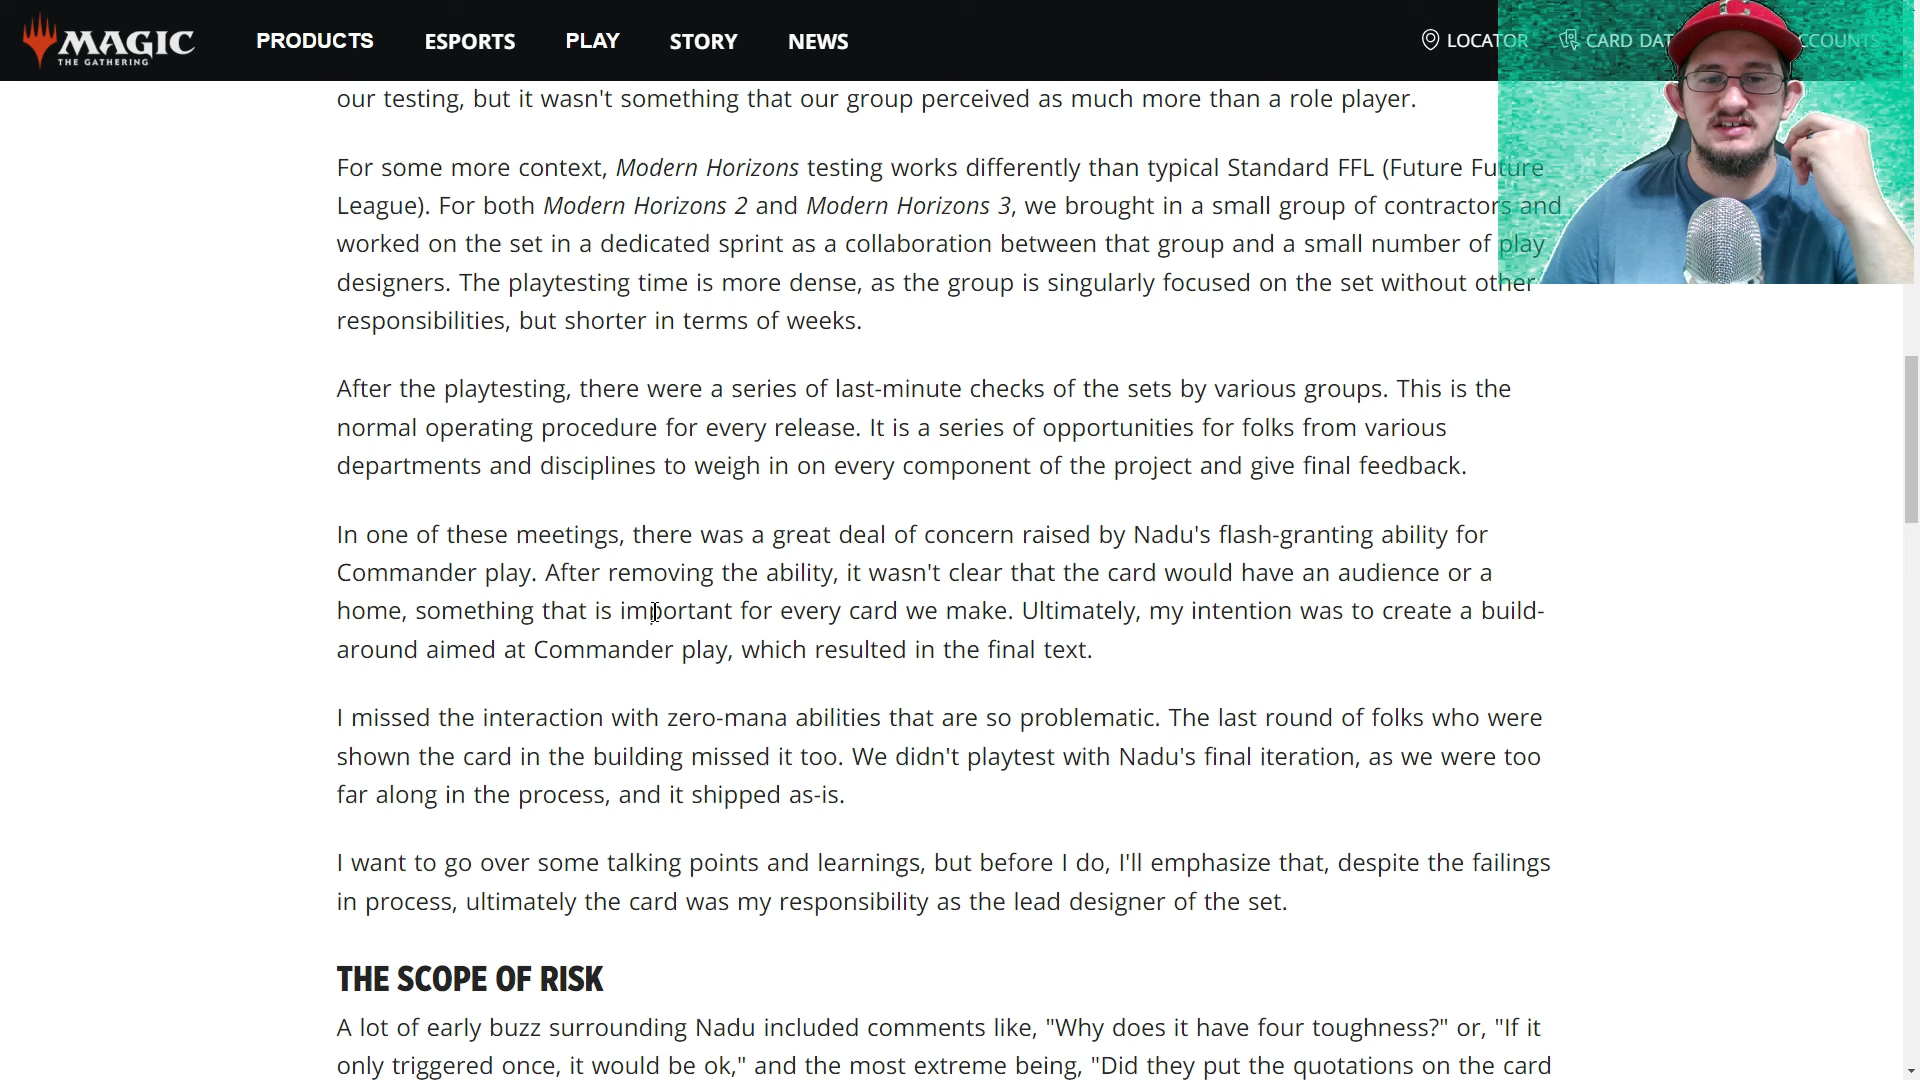 MAGIC
THE GATHERING
PRODUCTS
ESPORTS
PLAY
STORY
NEWS
LOCATOR
CARD DAT
CCOUNTS
our testing, but it wasn't something that our group perceived as much more than a role player.
For some more context, Modern Horizons testing works differently than typical Standard FFL (Future Future
League). For both Modern Horizons 2 and Modern Horizons 3, we brought in a small group of contractors and
worked on the set in a dedicated sprint as a collaboration between that group and a small number of play
designers. The playtesting time is more dense, as the group is singularly focused on the set without other
responsibilities, but shorter in terms of weeks.
After the playtesting, there were a series of last-minute checks of the sets by various groups. This is the
normal operating procedure for every release. It is a series of opportunities for folks from various
departments and disciplines to weigh in on every component of the project and give final feedback.
In one of these meetings, there was a great deal of concern raised by Nadu's flash-granting ability for
Commander play. After removing the ability, it wasn't clear that the card would have an audience or a
home, something that is important for every card we make. Ultimately, my intention was to create a build-
around aimed at Commander play, which resulted in the final text.
I missed the interaction with zero-mana abilities that are so problematic. The last round of folks who were
shown the card in the building missed it too. We didn't playtest with Nadu's final iteration, as we were too
far along in the process, and it shipped as-is.
I want to go over some talking points and learnings, but before I do, I'll emphasize that, despite the failings
in process, ultimately the card was my responsibility as the lead designer of the set.
THE SCOPE OF RISK
A lot of early buzz surrounding Nadu included comments like, "Why does it have four toughness?" or, "If it
only triggered once, it would be ok," and the most extreme being, "Did they put the quotations on the card